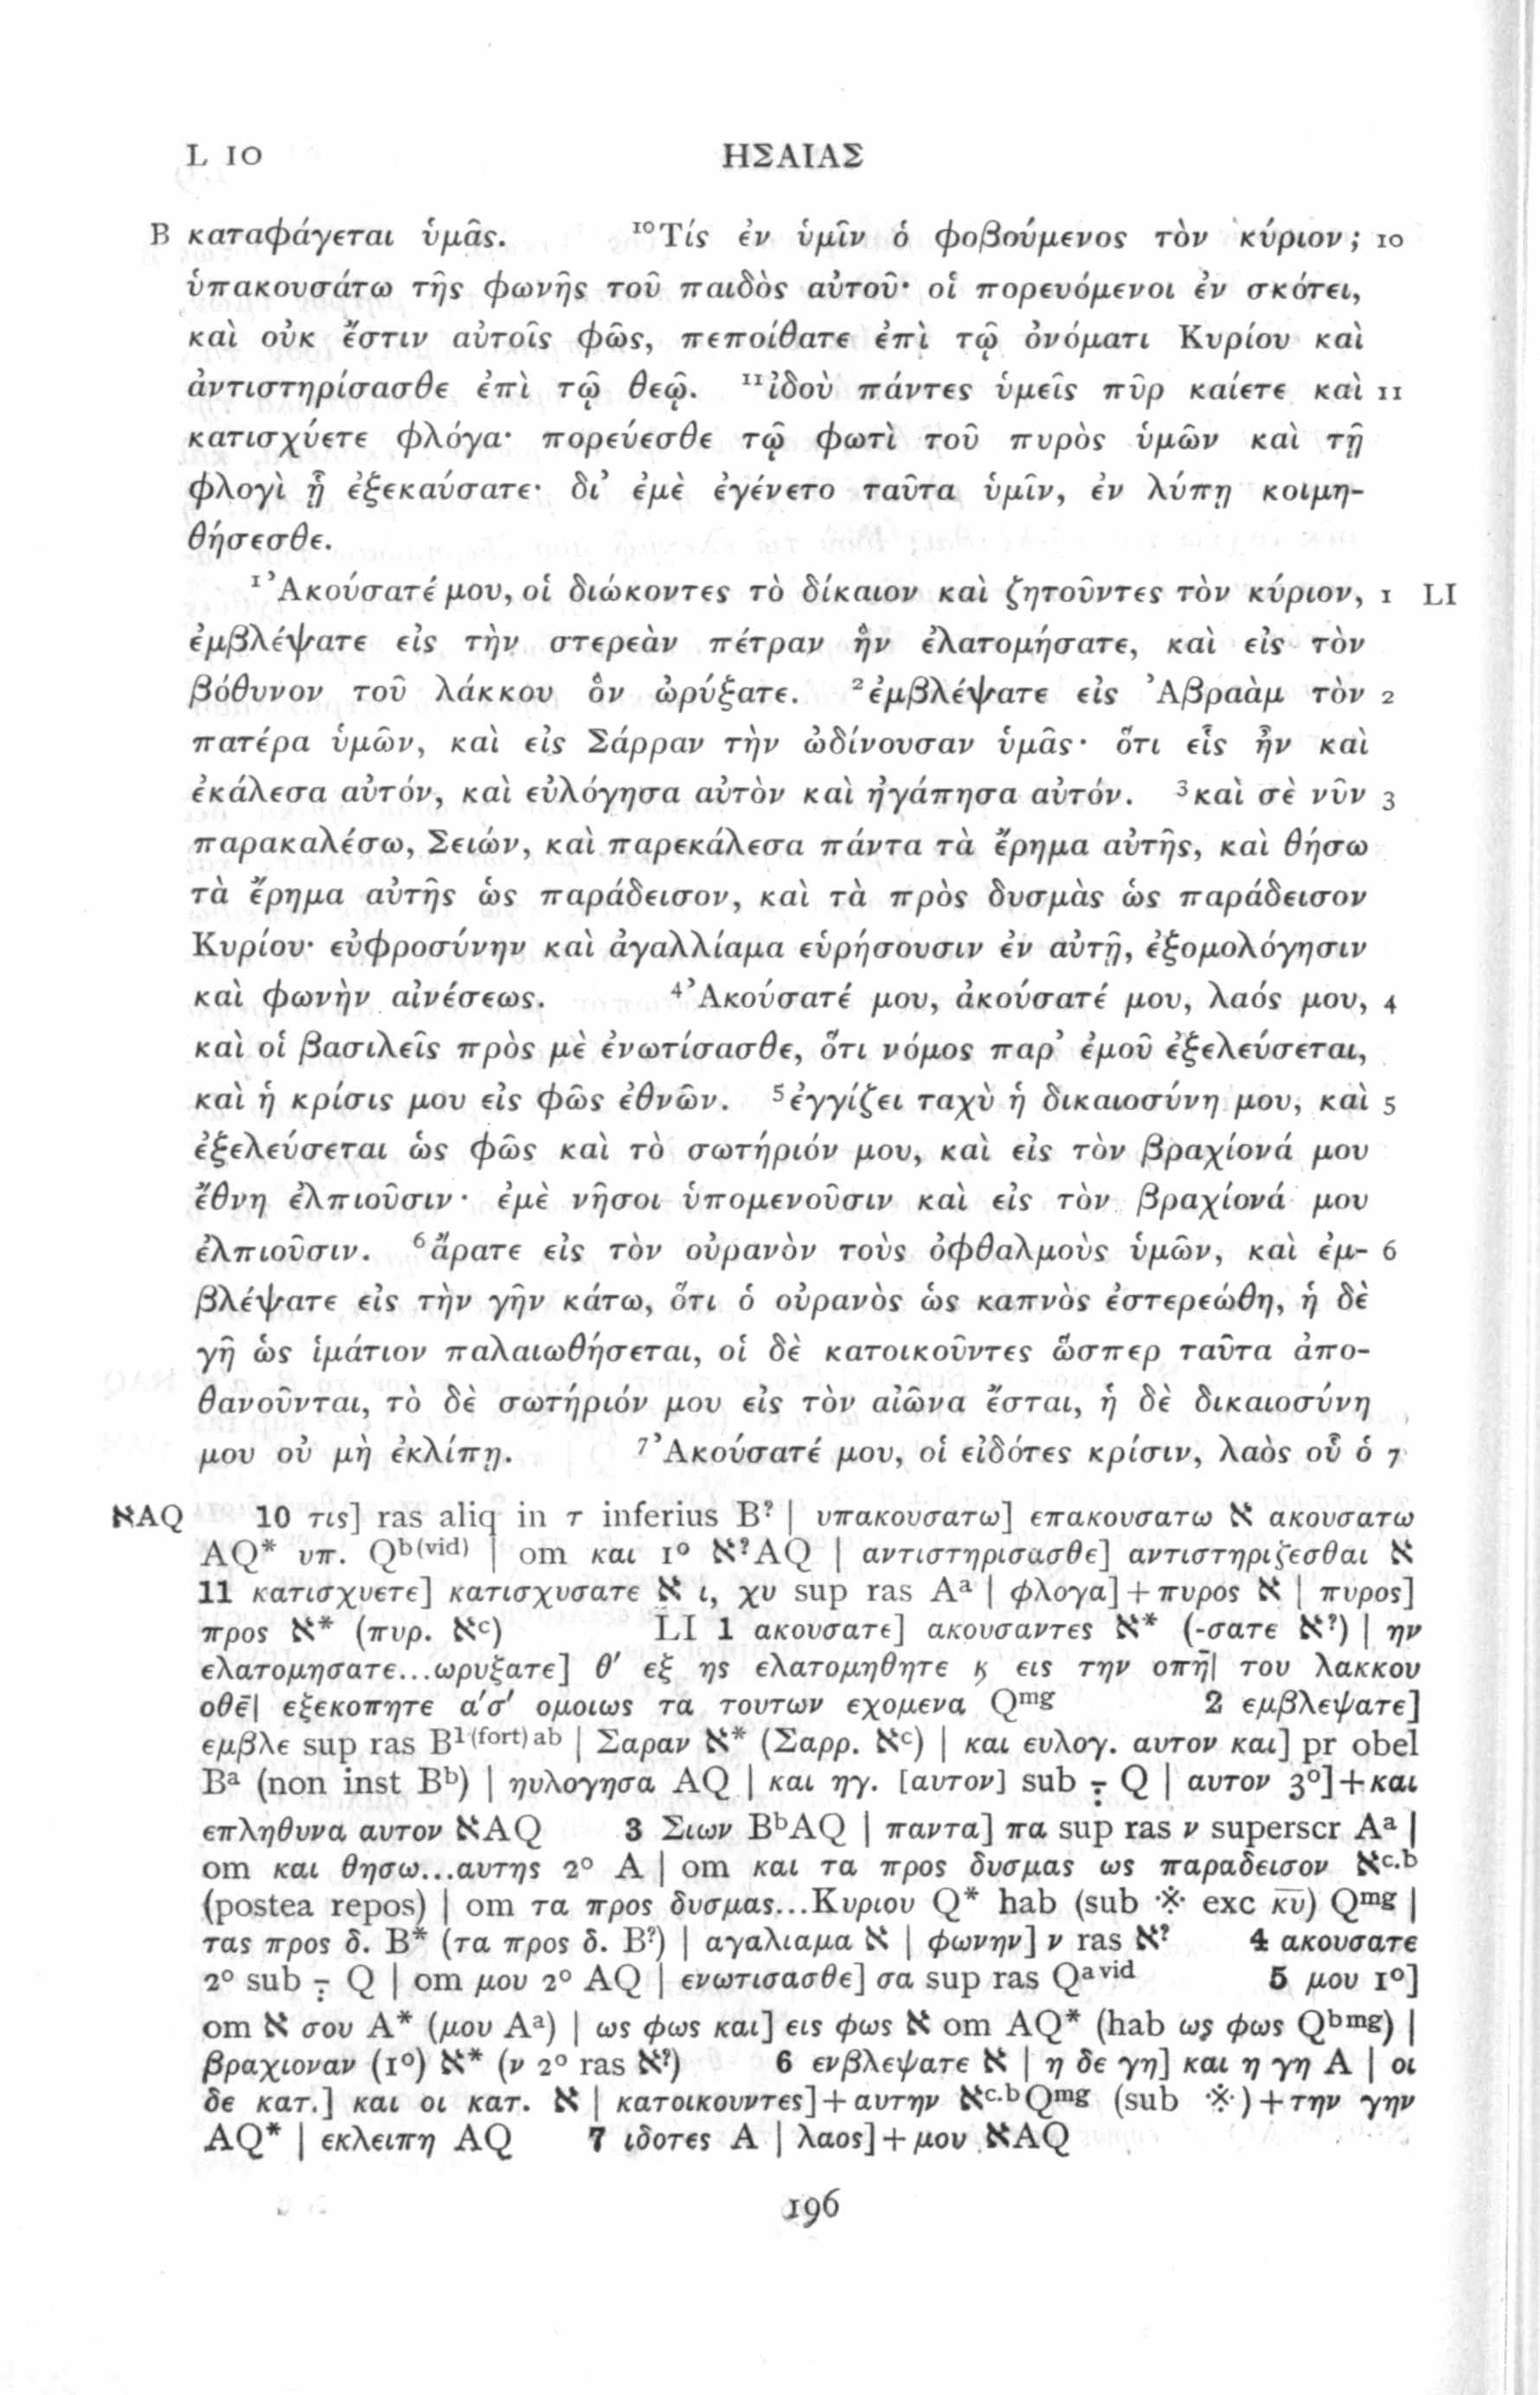 L 10 ΗΣΑΙΑΣ
B καταφάγεται ὑμᾶς. ¹⁰Τίς ἐν ὑμῖν ὁ φοβούμενος τὸν κύριον; 10
ὑπακουσάτω τῆς φωνῆς τοῦ παιδὸς αὐτοῦ· οἱ πορευόμενοι ἐν σκότει,
καὶ οὐκ ἔστιν αὐτοῖς φῶς, πεποίθατε ἐπὶ τῷ ὀνόματι Κυρίου καὶ
ἀντιστηρίσασθε ἐπὶ τῷ θεῷ. ¹¹ἰδοὺ πάντες ὑμεῖς πῦρ καίετε καὶ 11
κατισχύετε φλόγα· πορεύεσθε τῷ φωτὶ τοῦ πυρὸς ὑμῶν καὶ τῇ
φλογὶ ᾗ ἐξεκαύσατε· δι’ ἐμὲ ἐγένετο ταῦτα ὑμῖν, ἐν λύπῃ κοιμη-
θήσεσθε.
¹Ἀκούσατέ μου, οἱ διώκοντες τὸ δίκαιον καὶ ζητοῦντες τὸν κύριον, 1 LI
ἐμβλέψατε εἰς τὴν στερεὰν πέτραν ἣν ἐλατομήσατε, καὶ εἰς τὸν
βόθυνον τοῦ λάκκου ὃν ὠρύξατε. ²ἐμβλέψατε εἰς Ἀβραὰμ τὸν 2
πατέρα ὑμῶν, καὶ εἰς Σάρραν τὴν ὠδίνουσαν ὑμᾶς· ὅτι εἷς ἦν καὶ
ἐκάλεσα αὐτόν, καὶ εὐλόγησα αὐτὸν καὶ ἠγάπησα αὐτόν. ³καὶ σὲ νῦν 3
παρακαλέσω, Σειών, καὶ παρεκάλεσα πάντα τὰ ἔρημα αὐτῆς, καὶ θήσω
τὰ ἔρημα αὐτῆς ὡς παράδεισον, καὶ τὰ πρὸς δυσμὰς ὡς παράδεισον
Κυρίου· εὐφροσύνην καὶ ἀγαλλίαμα εὑρήσουσιν ἐν αὐτῇ, ἐξομολόγησιν
καὶ φωνὴν αἰνέσεως. ⁴Ἀκούσατέ μου, ἀκούσατέ μου, λαός μου, 4
καὶ οἱ βασιλεῖς πρὸς μὲ ἐνωτίσασθε, ὅτι νόμος παρ’ ἐμοῦ ἐξελεύσεται,
καὶ ἡ κρίσις μου εἰς φῶς ἐθνῶν. ⁵ἐγγίζει ταχὺ ἡ δικαιοσύνη μου, καὶ 5
ἐξελεύσεται ὡς φῶς καὶ τὸ σωτήριόν μου, καὶ εἰς τὸν βραχίονά μου
ἔθνη ἐλπιοῦσιν· ἐμὲ νῆσοι ὑπομενοῦσιν καὶ εἰς τὸν βραχίονά μου
ἐλπιοῦσιν. ⁶ἄρατε εἰς τὸν οὐρανὸν τοὺς ὀφθαλμοὺς ὑμῶν, καὶ ἐμ- 6
βλέψατε εἰς τὴν γῆν κάτω, ὅτι ὁ οὐρανὸς ὡς καπνὸς ἐστερεώθη, ἡ δὲ
γῆ ὡς ἱμάτιον παλαιωθήσεται, οἱ δὲ κατοικοῦντες ὥσπερ ταῦτα ἀπο-
θανοῦνται, τὸ δὲ σωτήριόν μου εἰς τὸν αἰῶνα ἔσται, ἡ δὲ δικαιοσύνη
μου οὐ μὴ ἐκλίπῃ. ⁷Ἀκούσατέ μου, οἱ εἰδότες κρίσιν, λαὸς οὗ ὁ 7
אAQ 10 τις] ras aliq in τ inferius B? | υπακουσατω] επακουσατω א ακουσατω
AQ* υπ. Qb(vid) | om και 1° א?AQ | αντιστηρισασθε] αντιστηριζεσθαι א
11 κατισχυετε] κατισχυσατε א ι, χυ sup ras Aa | φλογα]+πυρος א | πυρος]
προς א* (πυρ. אc) LI 1 ακουσατε] ακουσαντες א* (-σατε א?) | ην
ελατομησατε...ωρυξατε] θ′ εξ ης ελατομηθητε ϗ εις την οπη̄| του λακκου
οθε̄| εξεκοπητε α′σ′ ομοιως τα τουτων εχομενα Qmg 2 εμβλεψατε]
εμβλε sup ras B1(fort)ab | Σαραν א* (Σαρρ. אc) | και ευλογ. αυτον και] pr obel
Ba (non inst Bb) | ηυλογησα AQ | και ηγ. [αυτον] sub ⁒ Q | αυτον 3°]+και
επληθυνα αυτον אAQ 3 Σιων BbAQ | παντα] πα sup ras ν superscr Aa |
om και θησω...αυτης 2° A | om και τα προς δυσμας ως παραδεισον אc.b
(postea repos) | om τα προς δυσμας...Κυριου Q* hab (sub ※ exc κ̅υ̅) Qmg |
τας προς δ. B* (τα προς δ. B?) | αγαλιαμα א | φωνην] ν ras א? 4 ακουσατε
2° sub ⁒ Q | om μου 2° AQ | ενωτισασθε] σα sup ras Qa vid 5 μου 1°]
om א σου A* (μου Aa) | ως φως και] εις φως א om AQ* (hab ως φως Qbmg) |
βραχιοναν (1°) א* (ν 2° ras א?) 6 ενβλεψατε א | η δε γη] και η γη A | οι
δε κατ.] και οι κατ. א | κατοικουντες]+αυτην אc.bQmg (sub ※)+την γην
AQ* | εκλειπη AQ 7 ιδοτες A | λαος]+μου אAQ
196